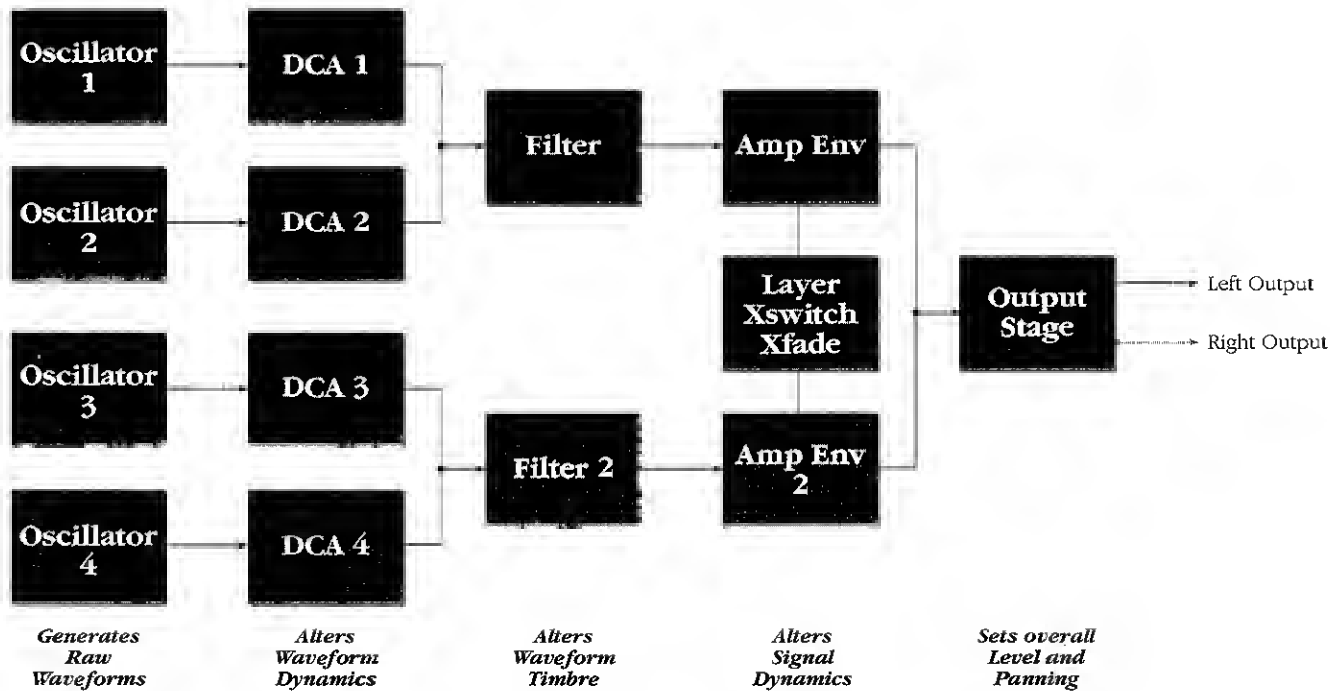 Oscillator
1
DCA 1
Oscillator
2
DCA 2
Filter
Amp Env
Layer
Xswitch
Xfade
Output
Stage
Left Output
Right Output
Oscillator
3
DCA 3
Oscillator
4
DCA 4
Filter 2
Amp Env
2
Generates
Raw
Waveforms
Alters
Waveform
Dynamics
Alters
Waveform
Timbre
Alters
Signal
Dynamics
Sets overall
Level and
Panning